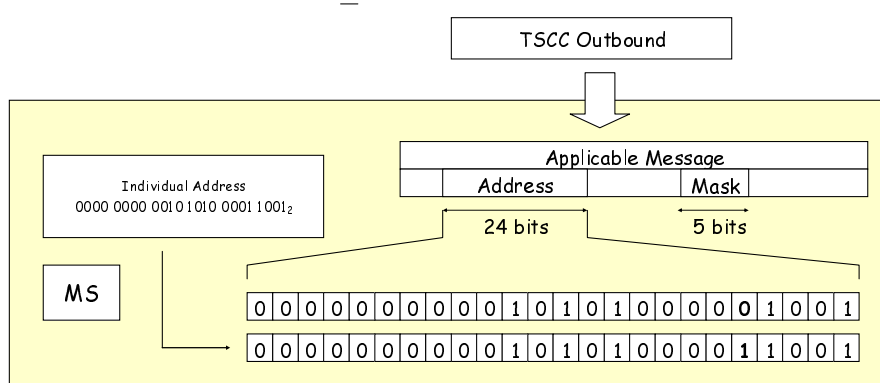 TSCC Outbound
Applicable Message
Address Mask
24 bits 5 bits
Individual Address
0000 0000 0010 1010 0001 1001₂
MS
0 0 0 0 0 0 0 0 0 0 1 0 1 0 1 0 0 0 0 0 1 0 0 1
0 0 0 0 0 0 0 0 0 0 1 0 1 0 1 0 0 0 0 1 1 0 0 1